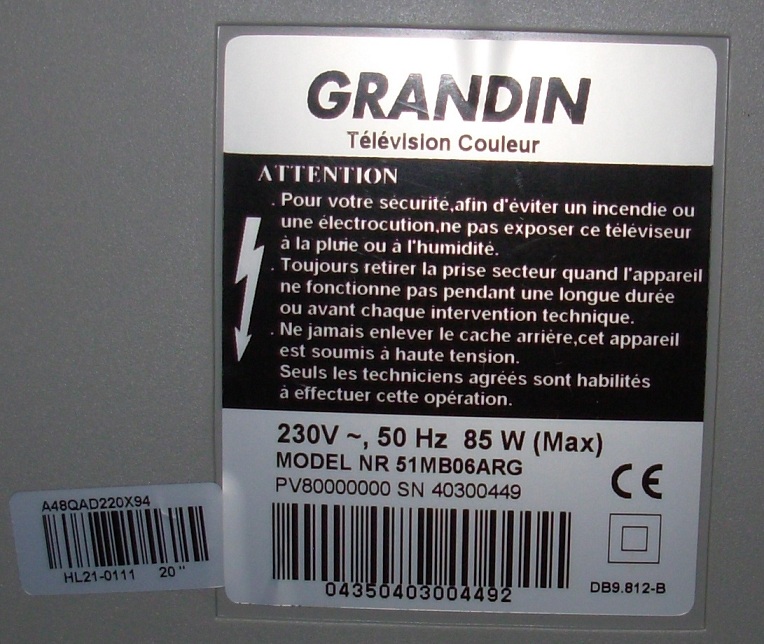 GRANDIN
Télévision Couleur
ATTENTION
. Pour votre sécurité,afin d'éviter un incendie ou
une électrocution,ne pas exposer ce téléviseur
à la pluie ou à l'humidité.
. Toujours retirer la prise secteur quand l'appareil
ne fonctionne pas pendant une longue durée
ou avant chaque intervention technique.
. Ne jamais enlever le cache arrière,cet appareil
est soumis à haute tension.
Seuls les techniciens agréés sont habilités
à effectuer cette opération.
230V ~, 50 Hz 85 W (Max)
MODEL NR 51MB06ARG
PV80000000 SN 40300449
CE
04350403004492
DB9.812-B
A48QAD220X94
HL21-0111 20"